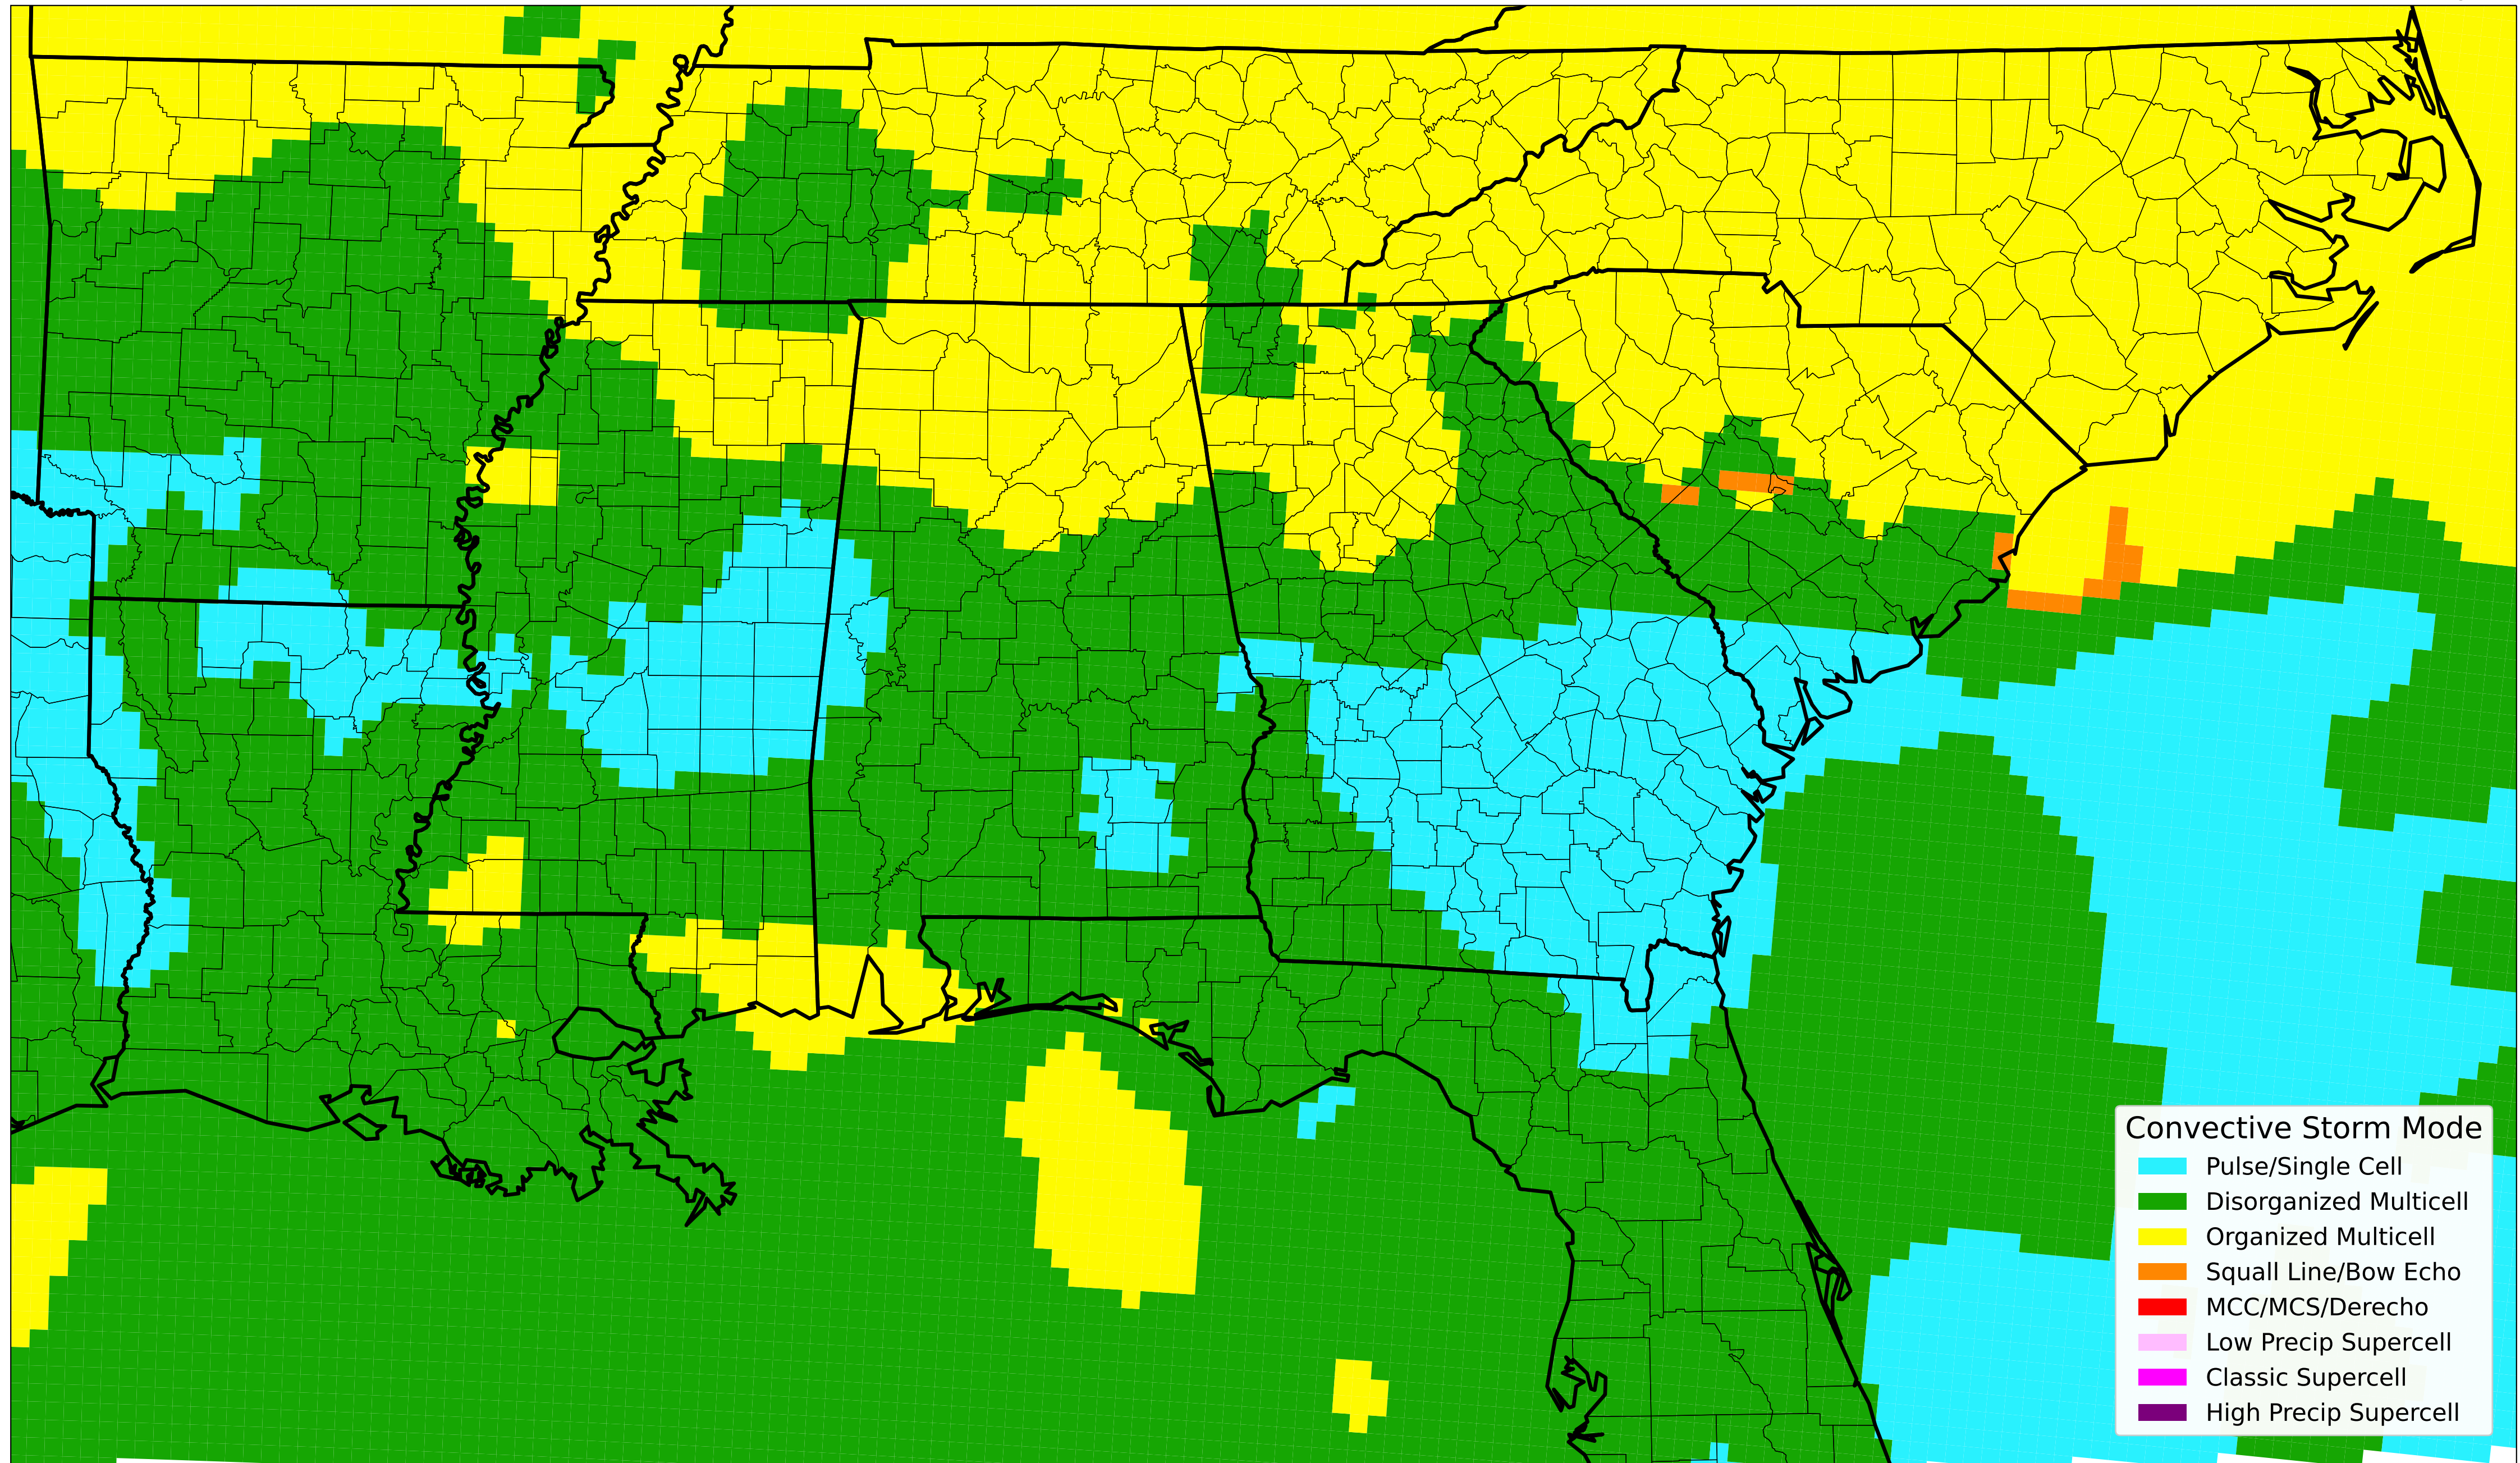 Convective Storm Mode
Pulse/Single Cell
Disorganized Multicell
Organized Multicell
Squall Line/Bow Echo
MCC/MCS/Derecho
Low Precip Supercell
Classic Supercell
High Precip Supercell